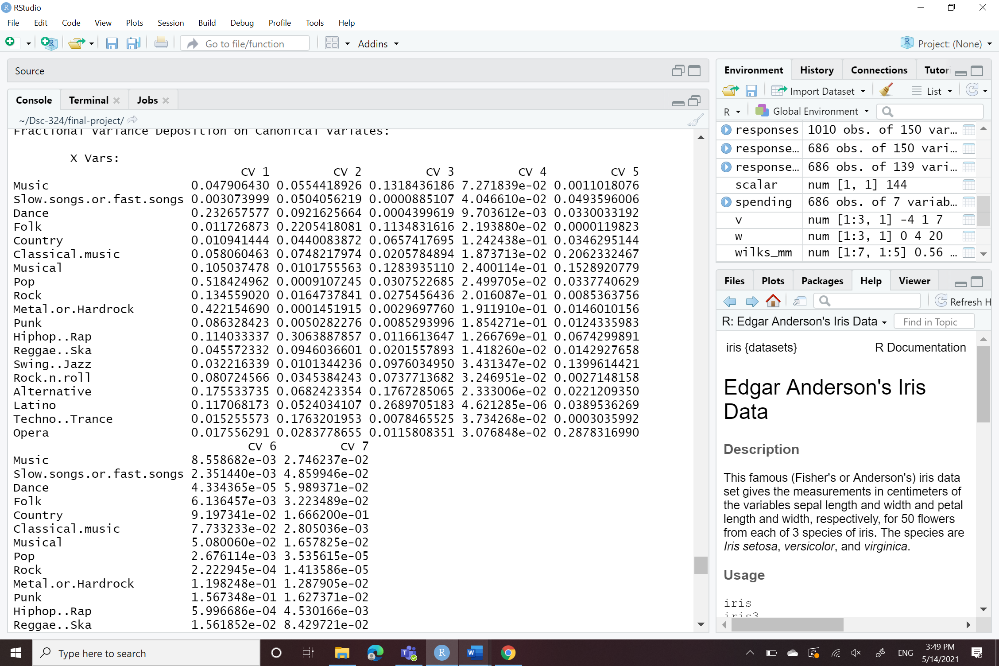 RStudio
File Edit Code View Plots Session Build Debug Profile Tools Help
Go to file/function Addins Project: (None)
Source
Console Terminal Jobs
~/Dsc-324/final-project/
Fractional Variance Deposition on Canonical Variates:
X Vars:
CV 1 CV 2 CV 3 CV 4 CV 5
Music 0.047906430 0.0554418926 0.1318436186 7.271839e-02 0.0011018076
Slow.songs.or.fast.songs 0.003073999 0.0504056219 0.0000885107 4.046610e-02 0.0493596006
Dance 0.232657577 0.0921625664 0.0004399619 9.703612e-03 0.0330033192
Folk 0.011726873 0.2205418081 0.1134831616 2.193880e-02 0.0000119823
Country 0.010941444 0.0440083872 0.0657417695 1.242438e-01 0.0346295144
Classical.music 0.058060463 0.0748217974 0.0205784894 1.873713e-02 0.2062332467
Musical 0.105037478 0.0101755563 0.1283935110 2.400114e-01 0.1528920779
Pop 0.518424962 0.0009107245 0.0307522685 2.499705e-02 0.0337740629
Rock 0.134559020 0.0164737841 0.0275456436 2.016087e-01 0.0085363756
Metal.or.Hardrock 0.422154690 0.0001451915 0.0029697760 1.911910e-01 0.0146010156
Punk 0.086328423 0.0050282276 0.0085293996 1.854271e-01 0.0124335983
Hiphop..Rap 0.114033337 0.3063887857 0.0116613647 1.266769e-01 0.0674299891
Reggae..Ska 0.045572332 0.0946036601 0.0201557893 1.418260e-02 0.0142927658
Swing..Jazz 0.032216339 0.0101344236 0.0976034950 3.431347e-02 0.1399614421
Rock.n.roll 0.080724566 0.0345384243 0.0737713682 3.246951e-02 0.0027148158
Alternative 0.175533735 0.0682423354 0.1767285065 2.333006e-02 0.0221209350
Latino 0.117068173 0.0524034107 0.2689705183 4.621285e-06 0.0389536269
Techno..Trance 0.015255573 0.1763201953 0.0078465525 3.734268e-02 0.0003035992
Opera 0.017556291 0.0283778655 0.0115808351 3.076848e-02 0.2878316990
CV 6 CV 7
Music 8.558682e-03 2.746237e-02
Slow.songs.or.fast.songs 2.351440e-03 4.859946e-02
Dance 4.334365e-05 5.989371e-02
Folk 6.136457e-03 3.223489e-02
Country 9.197341e-02 1.666200e-01
Classical.music 7.733233e-02 2.805036e-03
Musical 5.080060e-02 1.657825e-02
Pop 2.676114e-03 3.535615e-05
Rock 2.222945e-04 1.413586e-05
Metal.or.Hardrock 1.198248e-01 1.287905e-02
Punk 1.567348e-01 1.627371e-02
Hiphop..Rap 5.996686e-04 4.530166e-03
Reggae..Ska 1.561852e-02 8.429721e-02
Environment History Connections Tutori
Import Dataset List
R Global Environment
responses 1010 obs. of 150 var...
response... 686 obs. of 150 vari...
response... 686 obs. of 139 vari...
scalar num [1, 1] 144
spending 686 obs. of 7 variab...
v num [1:3, 1] -4 1 7
w num [1:3, 1] 0 4 20
wilks_mm num [1:7, 1:5] 0.56 ...
Files Plots Packages Help Viewer
Refresh H
R: Edgar Anderson's Iris Data Find in Topic
iris {datasets} R Documentation
Edgar Anderson's Iris
Data
Description
This famous (Fisher's or Anderson's) iris data
set gives the measurements in centimeters of
the variables sepal length and width and petal
length and width, respectively, for 50 flowers
from each of 3 species of iris. The species are
Iris setosa, versicolor, and virginica.
Usage
iris
iris3
Type here to search
ENG
3:49 PM
5/14/2021